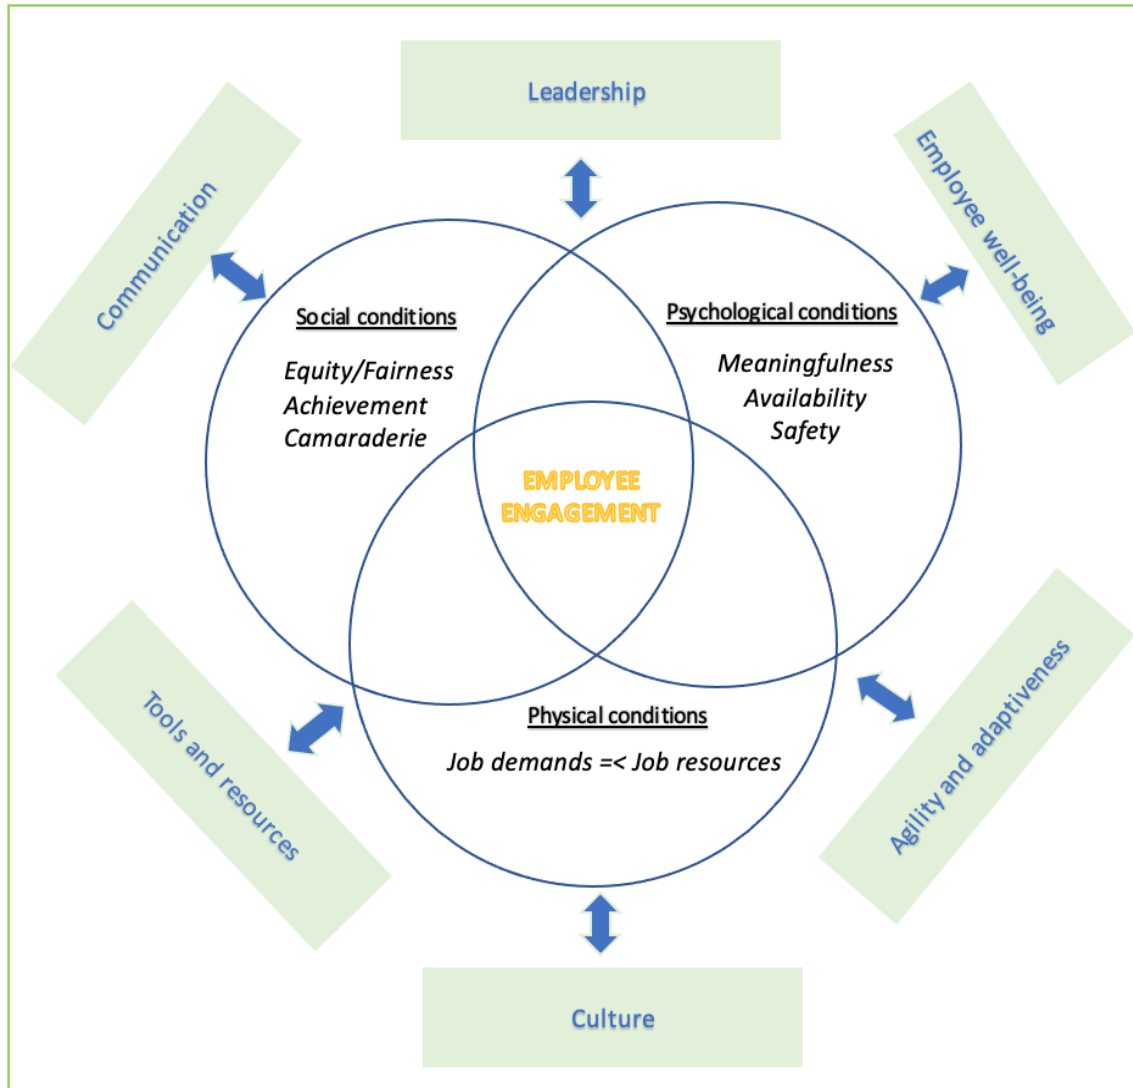 Leadership
Communication
Employee well-being
Social conditions
Equity/Fairness
Achievement
Camaraderie
Psychological conditions
Meaningfulness
Availability
Safety
EMPLOYEE
ENGAGEMENT
Physical conditions
Job demands =< Job resources
Tools and resources
Agility and adaptiveness
Culture